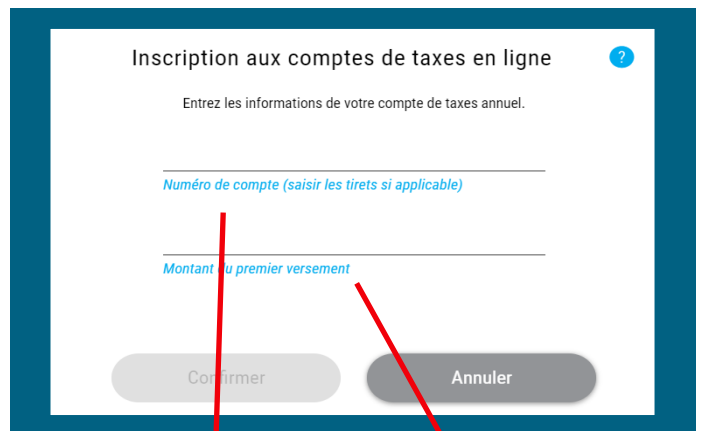 Inscription aux comptes de taxes en ligne
?
Entrez les informations de votre compte de taxes annuel.
Numéro de compte (saisir les tirets si applicable)
Montant du premier versement
Confirmer
Annuler